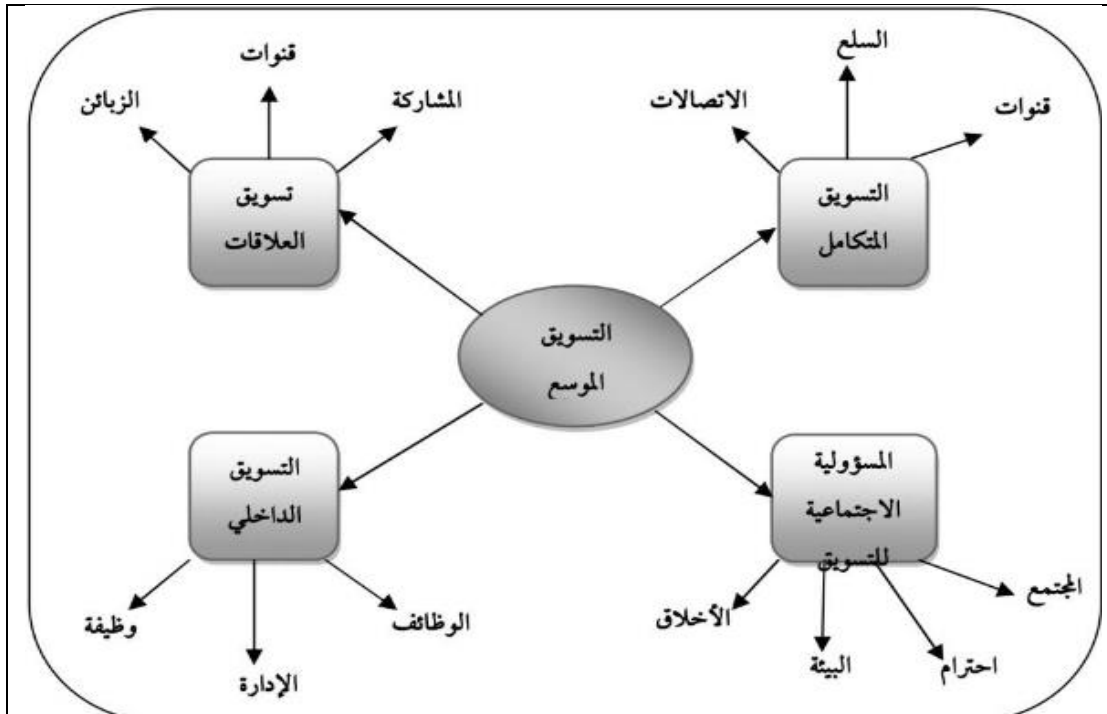 السلع
قنوات
الاتصالات
التسويق
المتكامل
قنوات
المشاركة
الزبائن
تسويق
العلاقات
التسويق
الموسع
المسؤولية
الاجتماعية
للتسويق
المجتمع
احترام
البيئة
الأخلاق
التسويق
الداخلي
الوظائف
الإدارة
وظيفة